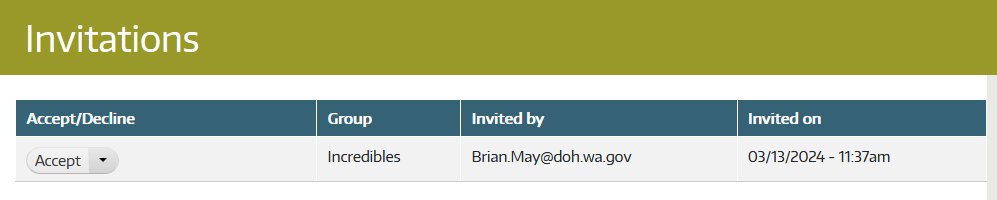 Invitations
Accept/Decline Group Invited by Invited on
Accept Incredibles Brian.May@doh.wa.gov 03/13/2024 - 11:37am